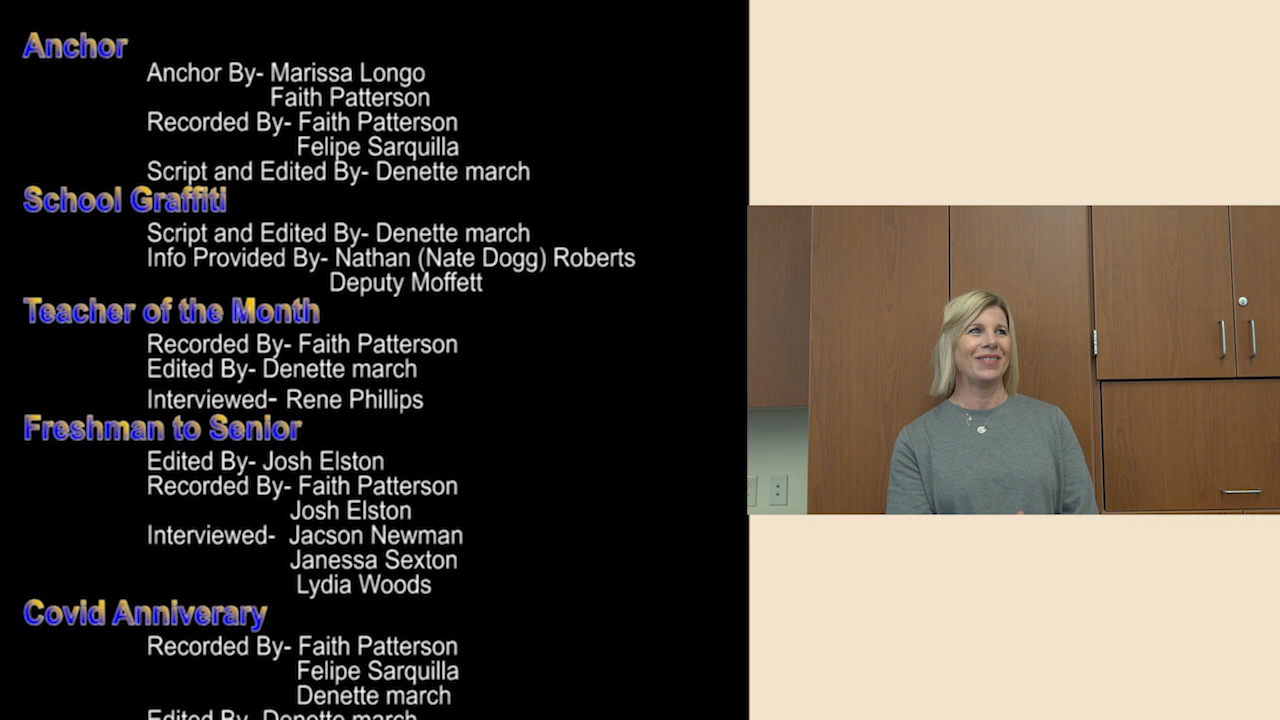 Anchor
Anchor By- Marissa Longo
Faith Patterson
Recorded By- Faith Patterson
Felipe Sarquilla
Script and Edited By- Denette march
School Graffiti
Script and Edited By- Denette march
Info Provided By- Nathan (Nate Dogg) Roberts
Deputy Moffett
Teacher of the Month
Recorded By- Faith Patterson
Edited By- Denette march
Interviewed- Rene Phillips
Freshman to Senior
Edited By- Josh Elston
Recorded By- Faith Patterson
Josh Elston
Interviewed- Jacson Newman
Janessa Sexton
Lydia Woods
Covid Anniverary
Recorded By- Faith Patterson
Felipe Sarquilla
Denette march
Edited By- Denette march